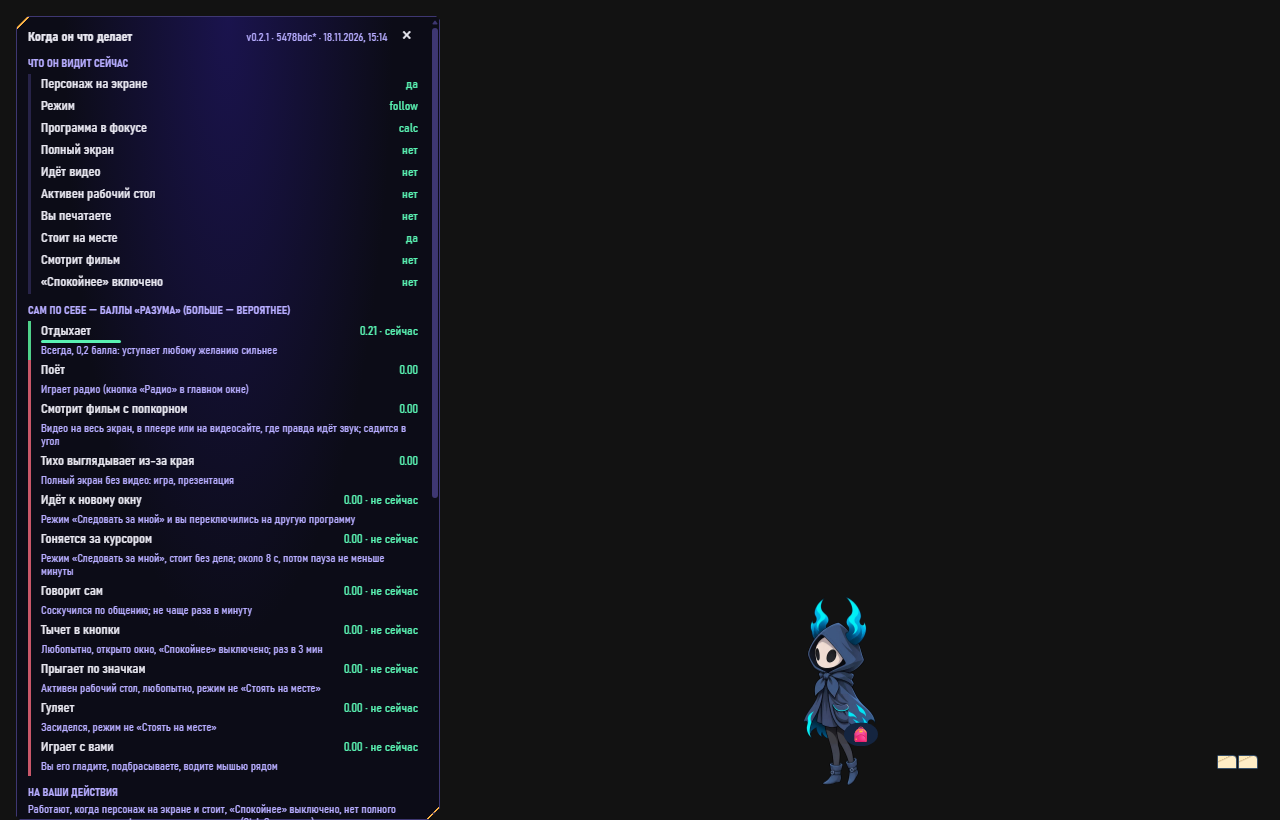 Когда он что делает
v0.2.1 · 5478bdc* · 18.11.2026, 15:14 ×
ЧТО ОН ВИДИТ СЕЙЧАС
Персонаж на экране да
Режим follow
Программа в фокусе calc
Полный экран нет
Идёт видео нет
Активен рабочий стол нет
Вы печатаете нет
Стоит на месте да
Смотрит фильм нет
«Спокойнее» включено нет
САМ ПО СЕБЕ — БАЛЛЫ «РАЗУМА» (БОЛЬШЕ — ВЕРОЯТНЕЕ)
Отдыхает 0.21 · сейчас
Всегда, 0,2 балла: уступает любому желанию сильнее
Поёт 0.00
Играет радио (кнопка «Радио» в главном окне)
Смотрит фильм с попкорном 0.00
Видео на весь экран, в плеере или на видеосайте, где правда идёт звук; садится в
угол
Тихо выглядывает из-за края 0.00
Полный экран без видео: игра, презентация
Идёт к новому окну 0.00 · не сейчас
Режим «Следовать за мной» и вы переключились на другую программу
Гоняется за курсором 0.00 · не сейчас
Режим «Следовать за мной», стоит без дела; около 8 с, потом пауза не меньше
минуты
Говорит сам 0.00 · не сейчас
Соскучился по общению; не чаще раза в минуту
Тычет в кнопки 0.00 · не сейчас
Любопытно, открыто окно, «Спокойнее» выключено; раз в 3 мин
Прыгает по значкам 0.00 · не сейчас
Активен рабочий стол, любопытно, режим не «Стоять на месте»
Гуляет 0.00 · не сейчас
Засиделся, режим не «Стоять на месте»
Играет с вами 0.00 · не сейчас
Вы его гладите, подбрасываете, водите мышью рядом
НА ВАШИ ДЕЙСТВИЯ
Работают, когда персонаж на экране и стоит, «Спокойнее» выключено, нет полного